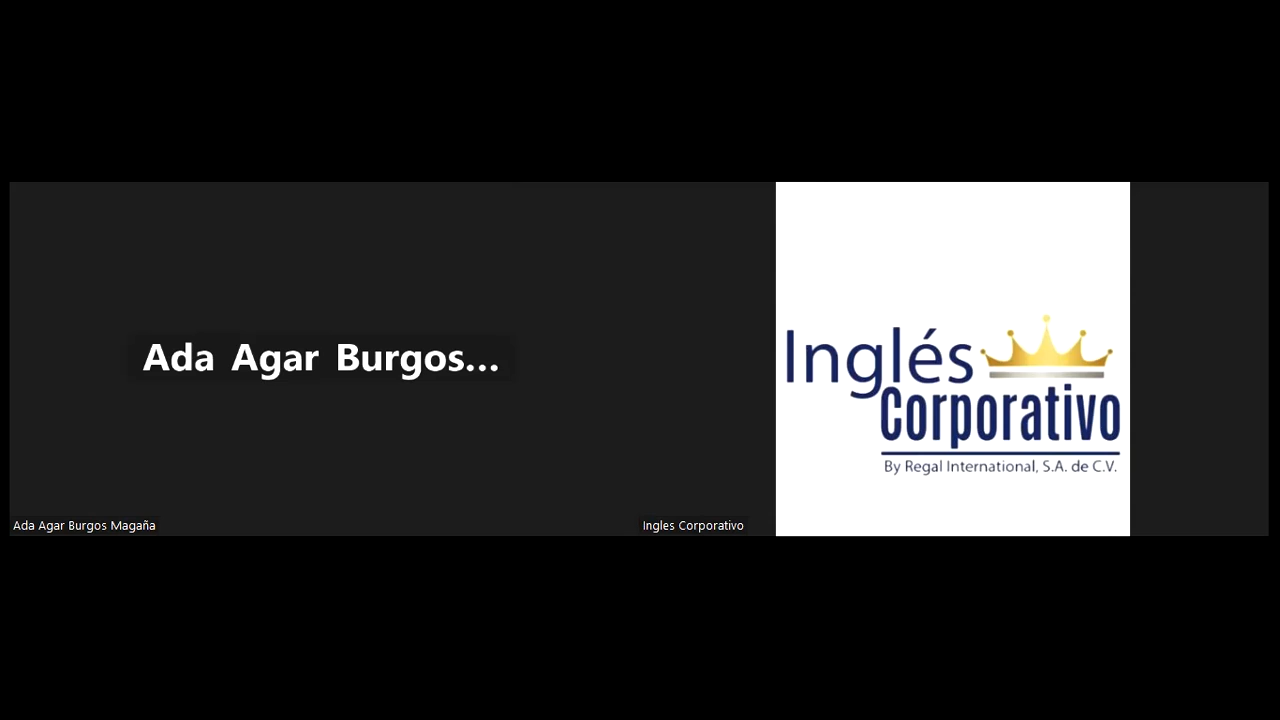 Ada Agar Burgos...
Ada Agar Burgos Magaña
Inglés
Corporativo
By Regal International, S.A. de C.V.
Ingles Corporativo